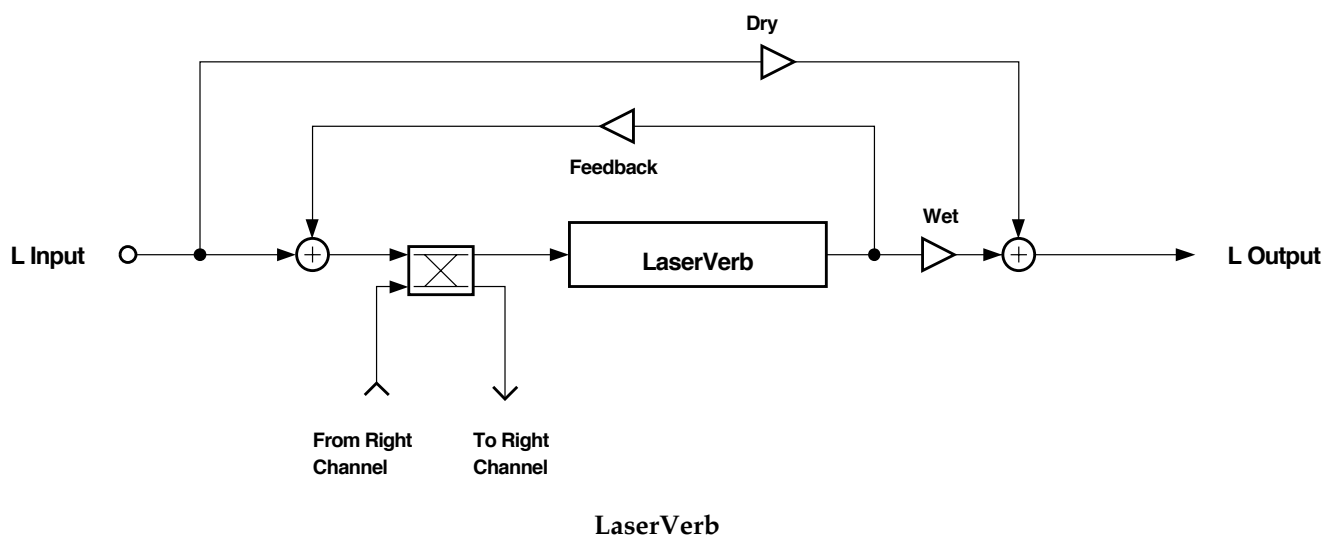 Dry
Feedback
Wet
L Input
LaserVerb
L Output
From Right
Channel
To Right
Channel
LaserVerb